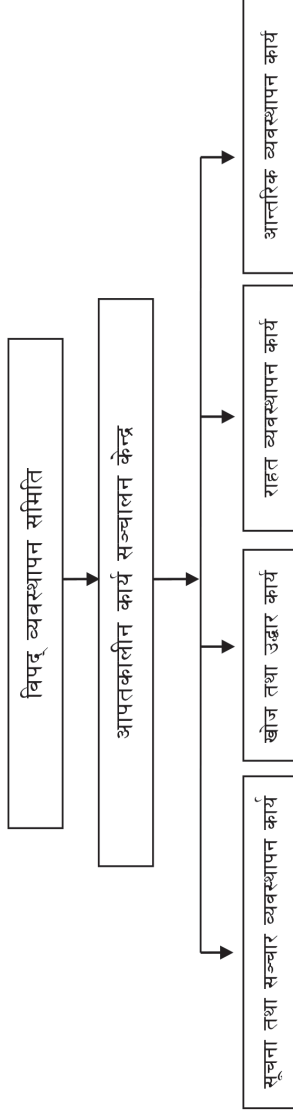 विपद् व्यवस्थापन समिति
आपतकालीन कार्य सञ्चालन केन्द्र
सूचना तथा सञ्चार व्यवस्थापन कार्य
खोज तथा उद्धार कार्य
राहत व्यवस्थापन कार्य
आन्तरिक व्यवस्थापन कार्य